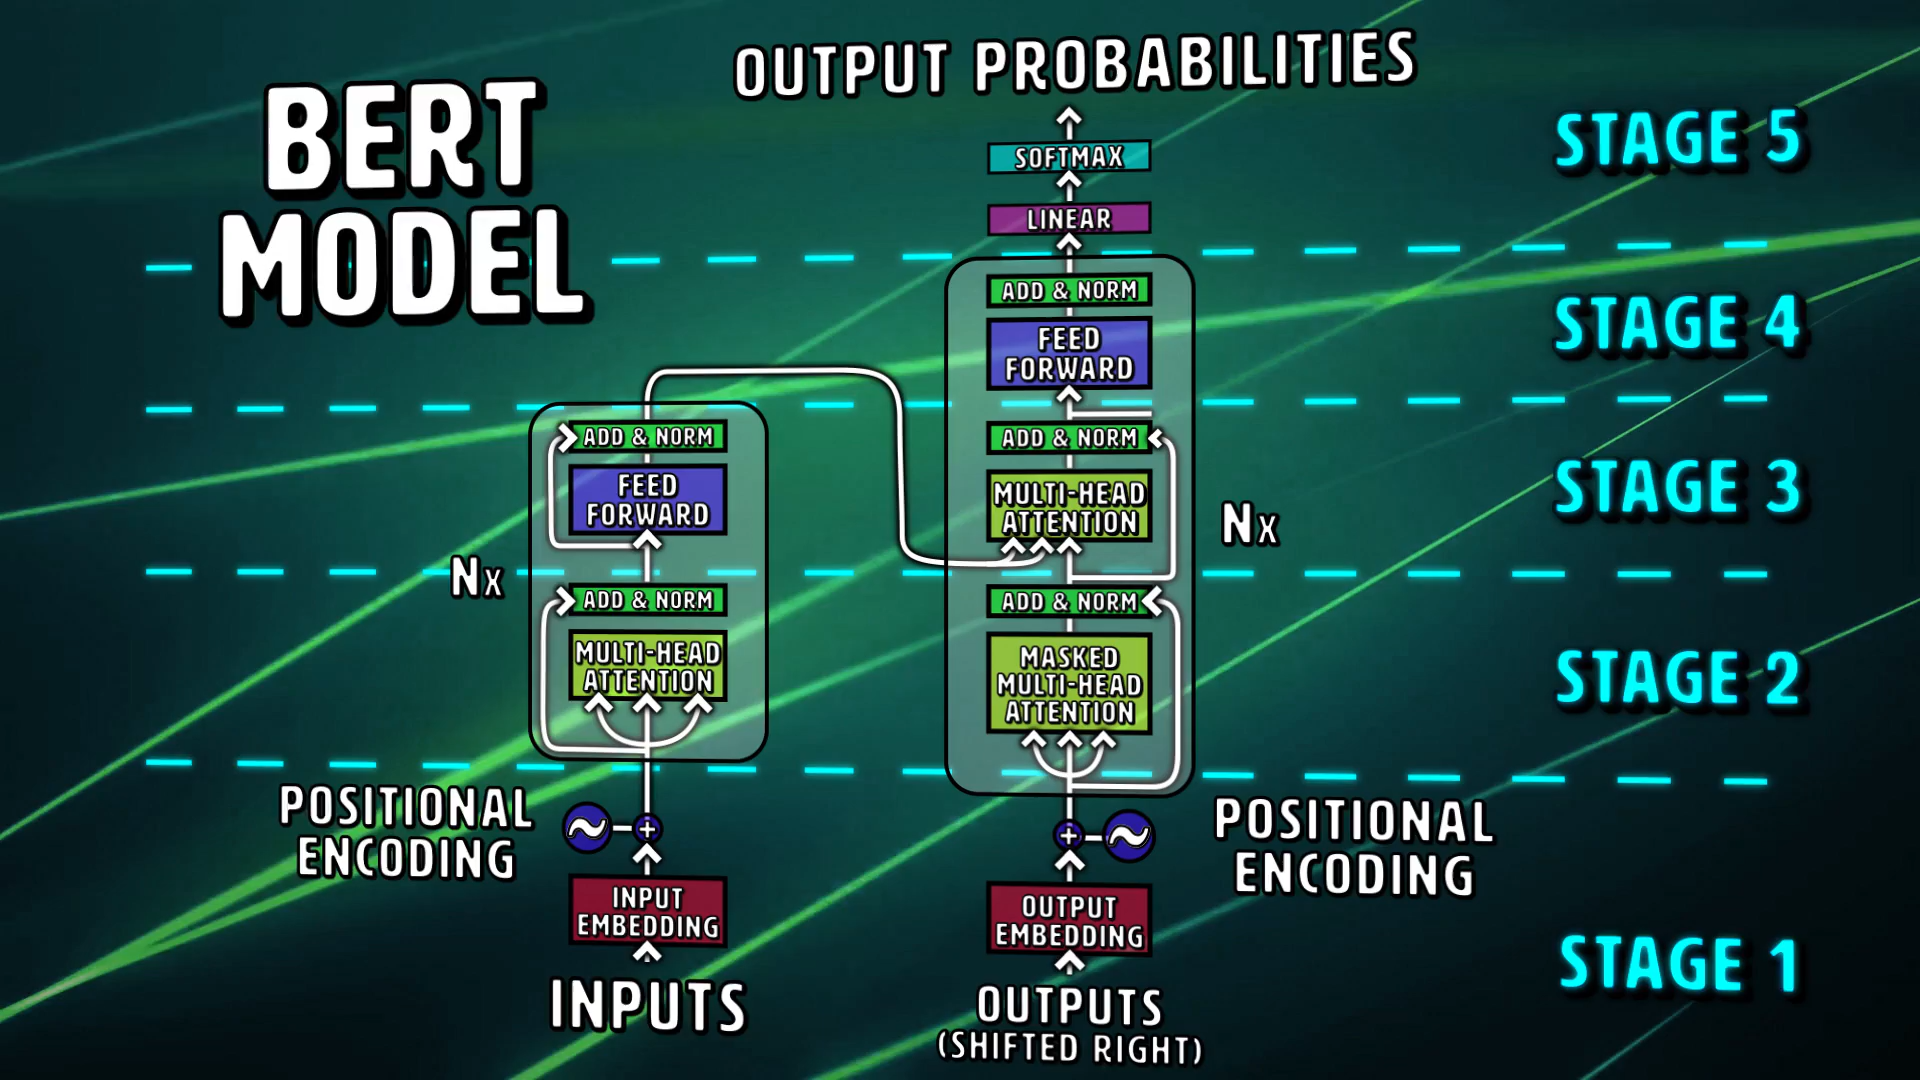 BERT
MODEL
OUTPUT PROBABILITIES
SOFTMAX
LINEAR
STAGE 5
ADD & NORM
FEED
FORWARD
STAGE 4
ADD & NORM
FEED
FORWARD
NX
ADD & NORM
MULTI-HEAD
ATTENTION
ADD & NORM
MULTI-HEAD
ATTENTION
NX
STAGE 3
ADD & NORM
MASKED
MULTI-HEAD
ATTENTION
STAGE 2
POSITIONAL
ENCODING
INPUT
EMBEDDING
INPUTS
POSITIONAL
ENCODING
OUTPUT
EMBEDDING
OUTPUTS
(SHIFTED RIGHT)
STAGE 1